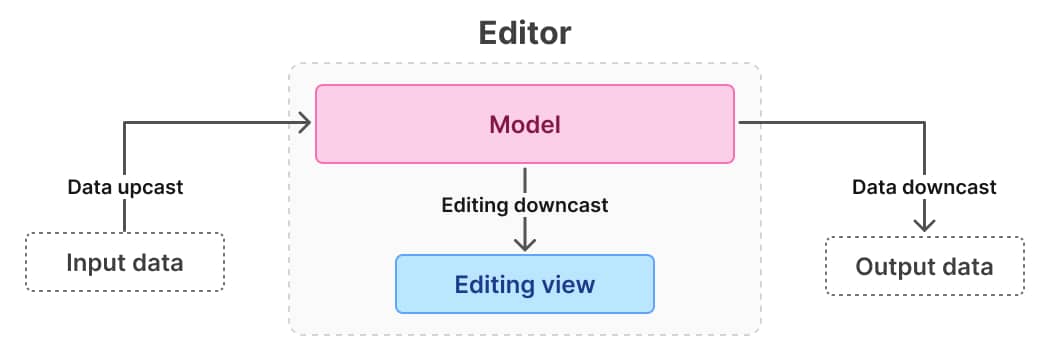 Editor
Model
Data upcast
Data downcast
Editing downcast
Input data
Output data
Editing view